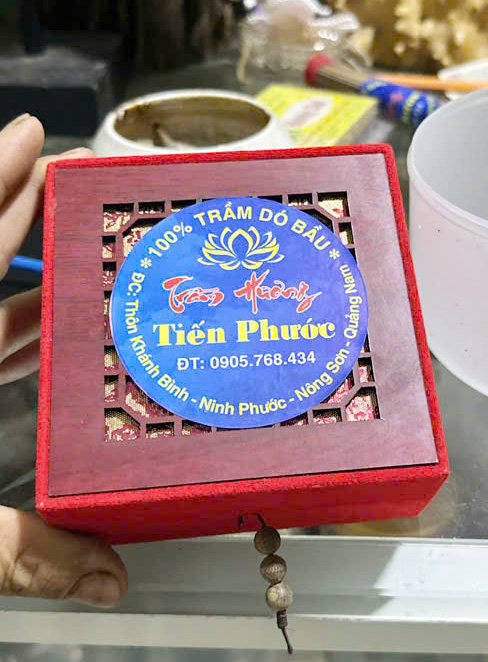 * 100% TRẦM DÓ BẦU *
Trầm Hương
Tiến Phước
ĐT: 0905.768.434
ĐC: Thôn Khánh Bình - Ninh Phước - Nông Sơn - Quảng Nam